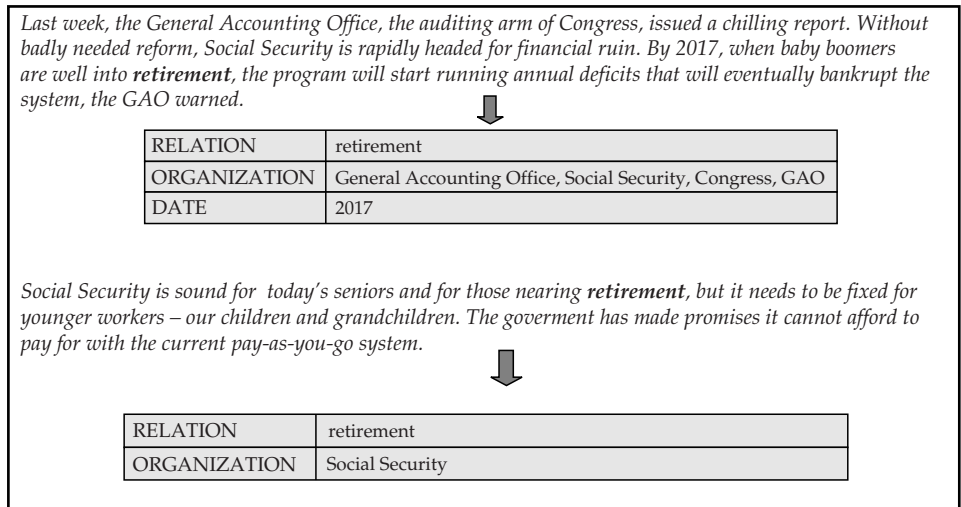 Last week, the General Accounting Office, the auditing arm of Congress, issued a chilling report. Without
badly needed reform, Social Security is rapidly headed for financial ruin. By 2017, when baby boomers
are well into retirement, the program will start running annual deficits that will eventually bankrupt the
system, the GAO warned.
RELATION retirement
ORGANIZATION General Accounting Office, Social Security, Congress, GAO
DATE 2017
Social Security is sound for today's seniors and for those nearing retirement, but it needs to be fixed for
younger workers – our children and grandchildren. The goverment has made promises it cannot afford to
pay for with the current pay-as-you-go system.
RELATION retirement
ORGANIZATION Social Security